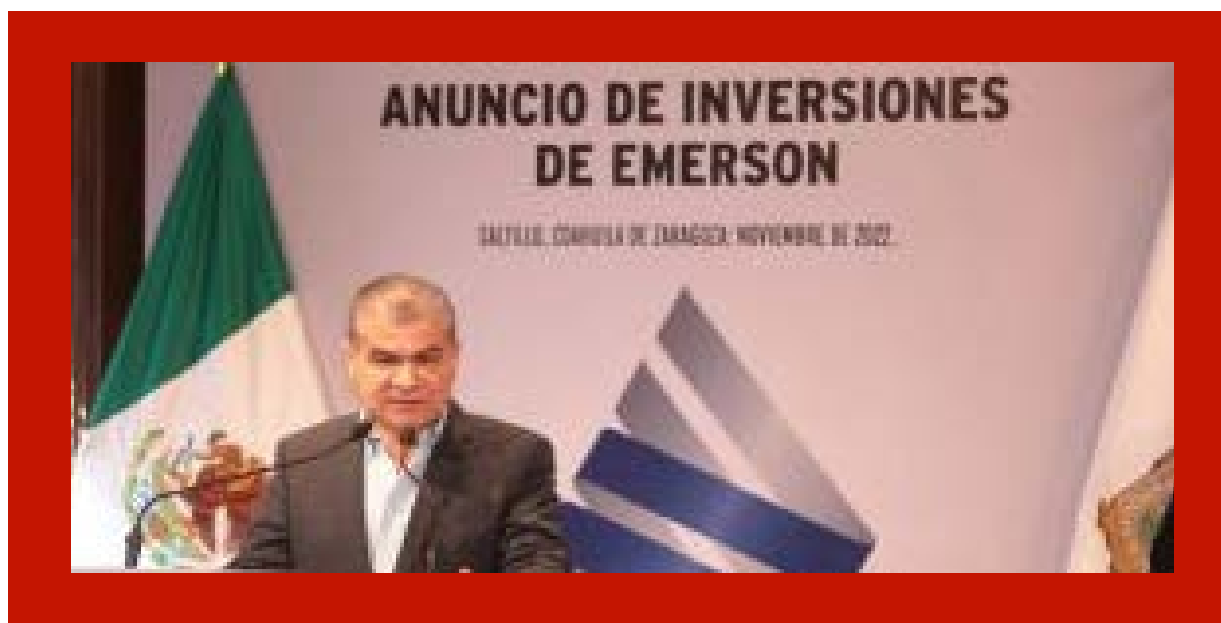 ANUNCIO DE INVERSIONES
DE EMERSON
SALTILLO, COAHUILA DE ZARAGOZA; NOVIEMBRE DE 2022.